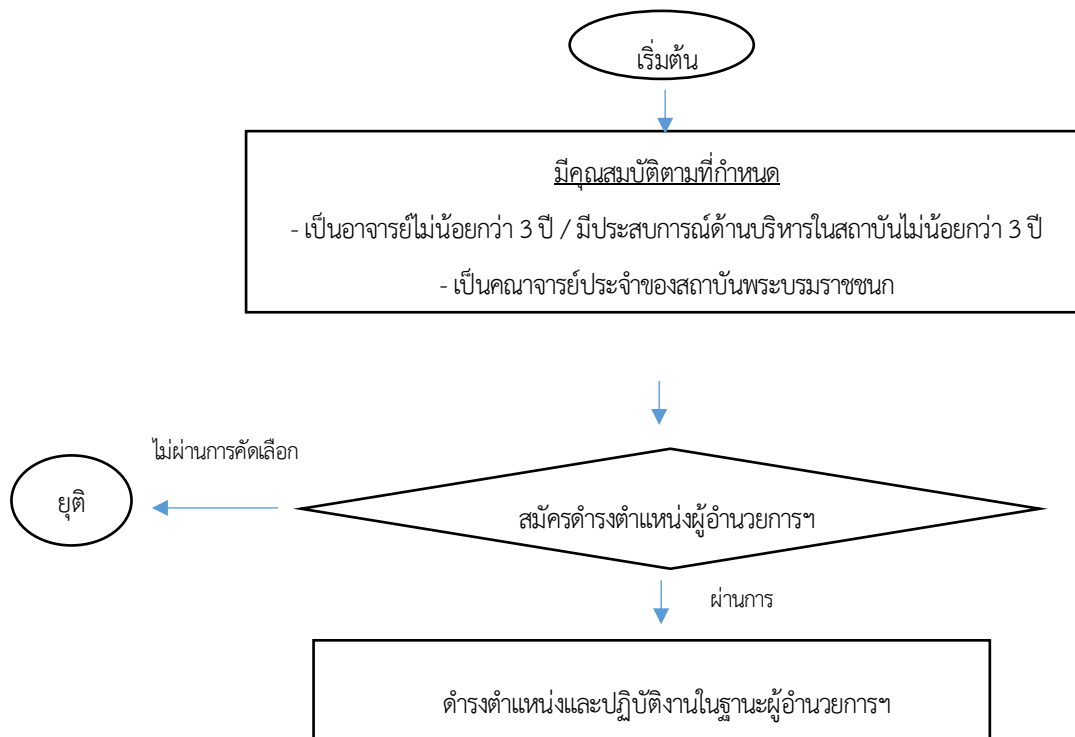 เริ่มต้น
มีคุณสมบัติตามที่กำหนด
- เป็นอาจารย์ไม่น้อยกว่า 3 ปี / มีประสบการณ์ด้านบริหารในสถาบันไม่น้อยกว่า 3 ปี
- เป็นคณาจารย์ประจำของสถาบันพระบรมราชชนก
ไม่ผ่านการคัดเลือก
ยุติ
สมัครดำรงตำแหน่งผู้อำนวยการฯ
ผ่านการ
ดำรงตำแหน่งและปฏิบัติงานในฐานะผู้อำนวยการฯ